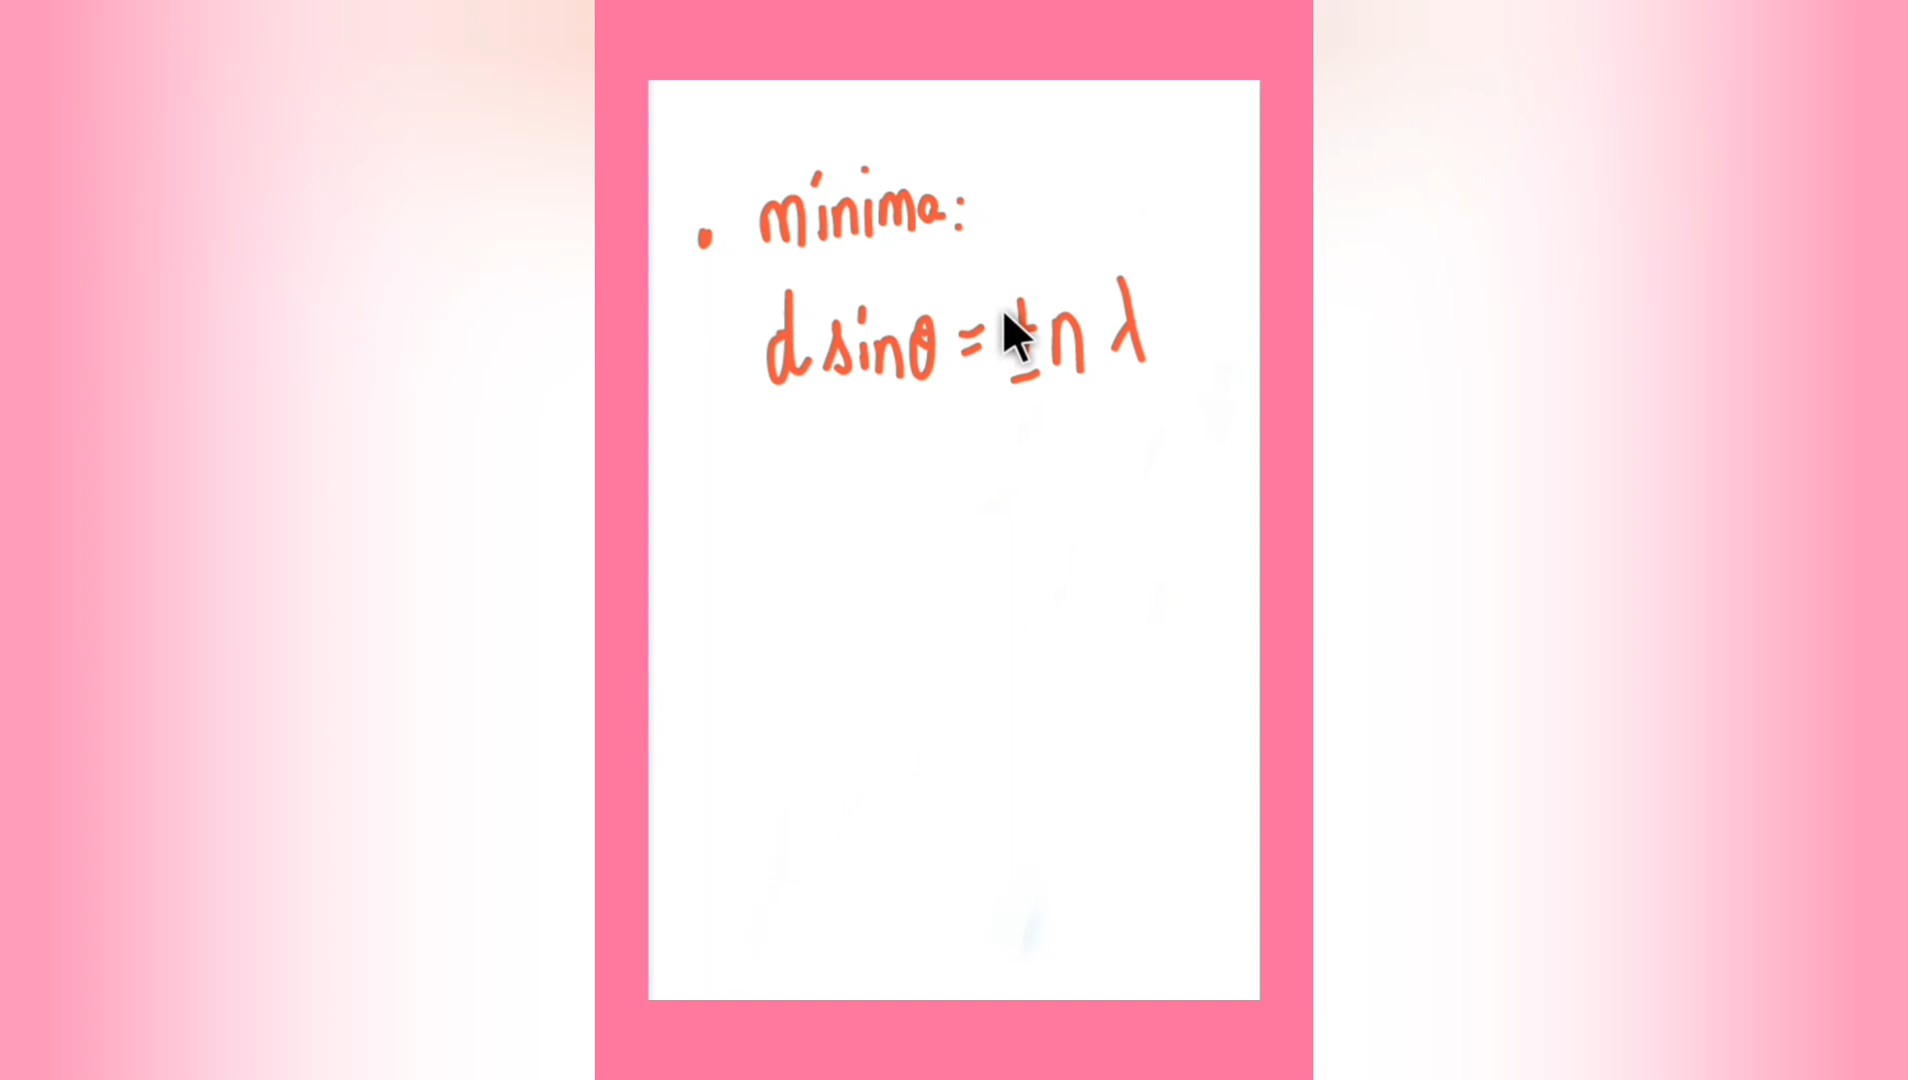 • minima:
d sinθ = ± n λ